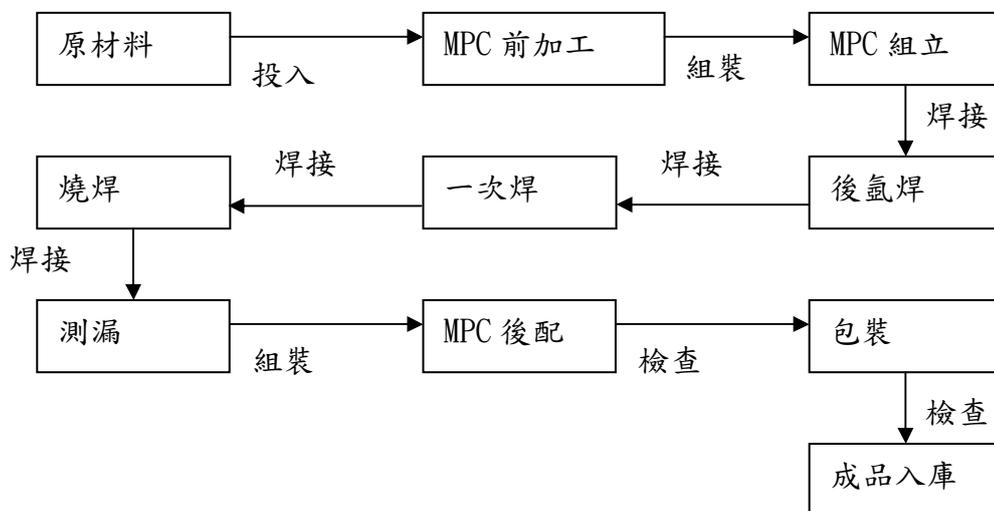 原材料
投入
MPC 前加工
組裝
MPC 組立
焊接
後氬焊
焊接
一次焊
焊接
燒焊
焊接
測漏
組裝
MPC 後配
檢查
包裝
檢查
成品入庫